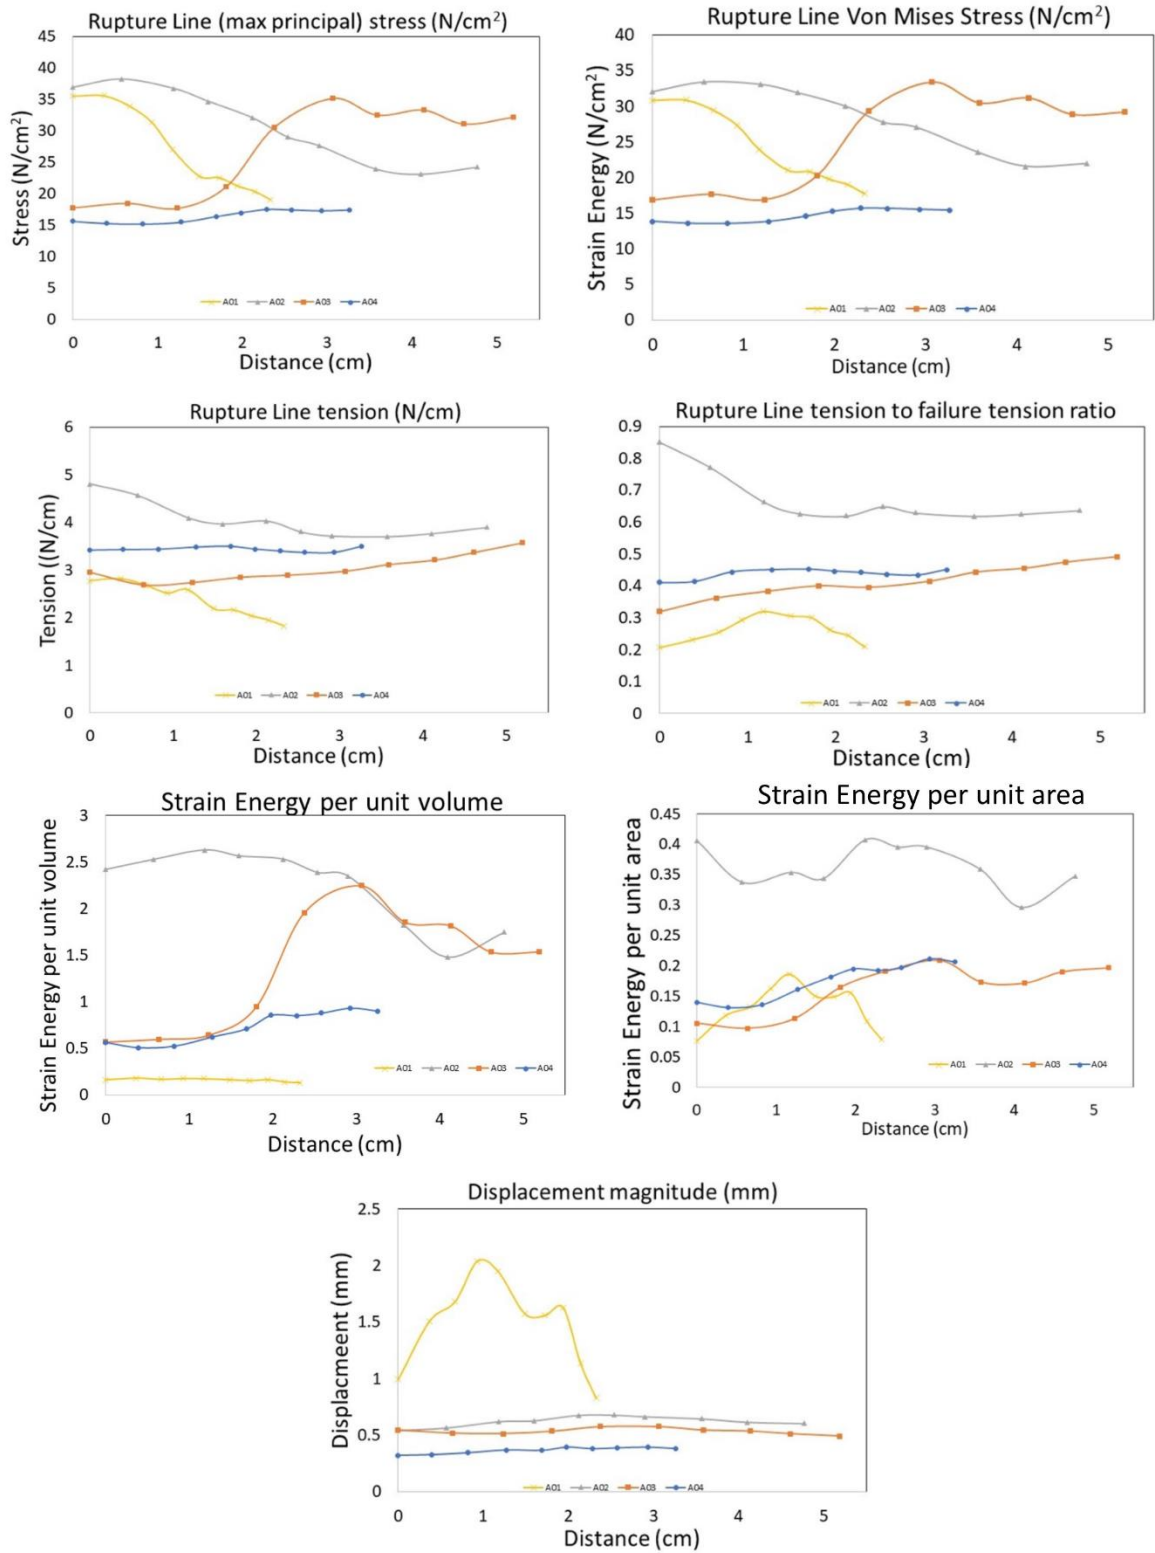 Rupture Line (max principal) stress (N/cm²)
Stress (N/cm²)
45
40
35
30
25
20
15
10
5
0
A01 A02 A03 A04
0 1 2 3 4 5
Distance (cm)
Rupture Line Von Mises Stress (N/cm²)
Strain Energy (N/cm²)
40
35
30
25
20
15
10
5
0
A01 A02 A03 A04
0 1 2 3 4 5
Distance (cm)
Rupture Line tension (N/cm)
Tension ((N/cm)
6
5
4
3
2
1
0
A01 A02 A03 A04
0 1 2 3 4 5
Distance (cm)
Rupture Line tension to failure tension ratio
0.9
0.8
0.7
0.6
0.5
0.4
0.3
0.2
0.1
0
A01 A02 A03 A04
0 1 2 3 4 5
Distance (cm)
Strain Energy per unit volume
Strain Energy per unit volume
3
2.5
2
1.5
1
0.5
0
A01 A02 A03 A04
0 1 2 3 4 5
Distance (cm)
Strain Energy per unit area
Strain Energy per unit area
0.45
0.4
0.35
0.3
0.25
0.2
0.15
0.1
0.05
0
A01 A02 A03 A04
0 1 2 3 4 5
Distance (cm)
Displacement magnitude (mm)
Displacmeent (mm)
2.5
2
1.5
1
0.5
0
A01 A02 A03 A04
0 1 2 3 4 5
Distance (cm)